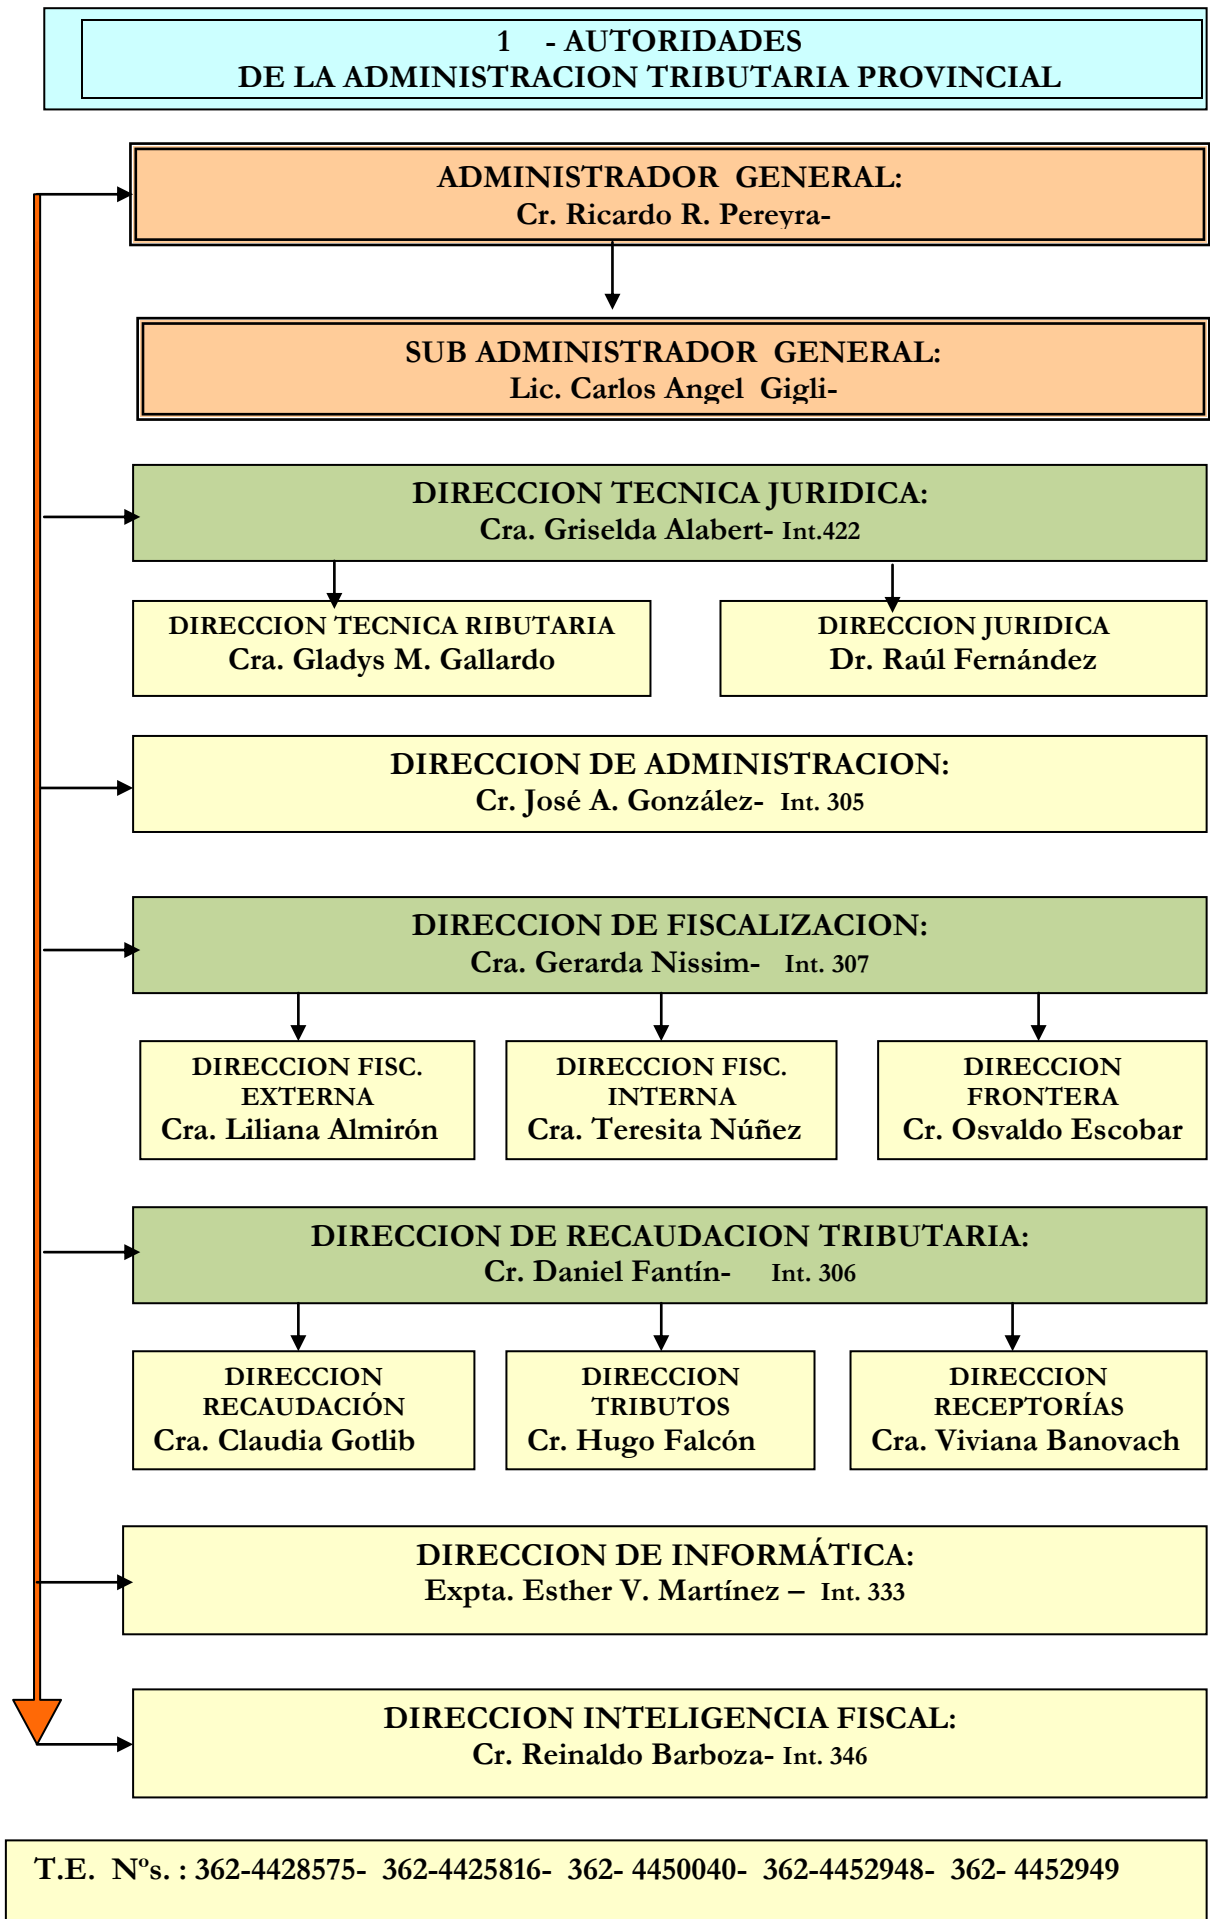 1 - AUTORIDADES
DE LA ADMINISTRACION TRIBUTARIA PROVINCIAL
ADMINISTRADOR GENERAL:
Cr. Ricardo R. Pereyra-
SUB ADMINISTRADOR GENERAL:
Lic. Carlos Angel Gigli-
DIRECCION TECNICA JURIDICA:
Cra. Griselda Alabert- Int.422
DIRECCION TECNICA RIBUTARIA
Cra. Gladys M. Gallardo
DIRECCION JURIDICA
Dr. Raúl Fernández
DIRECCION DE ADMINISTRACION:
Cr. José A. González- Int. 305
DIRECCION DE FISCALIZACION:
Cra. Gerarda Nissim- Int. 307
DIRECCION FISC.
EXTERNA
Cra. Liliana Almirón
DIRECCION FISC.
INTERNA
Cra. Teresita Núñez
DIRECCION
FRONTERA
Cr. Osvaldo Escobar
DIRECCION DE RECAUDACION TRIBUTARIA:
Cr. Daniel Fantín- Int. 306
DIRECCION
RECAUDACIÓN
Cra. Claudia Gotlib
DIRECCION
TRIBUTOS
Cr. Hugo Falcón
DIRECCION
RECEPTORÍAS
Cra. Viviana Banovach
DIRECCION DE INFORMÁTICA:
Expta. Esther V. Martínez – Int. 333
DIRECCION INTELIGENCIA FISCAL:
Cr. Reinaldo Barboza- Int. 346
T.E. Nºs. : 362-4428575- 362-4425816- 362- 4450040- 362-4452948- 362- 4452949